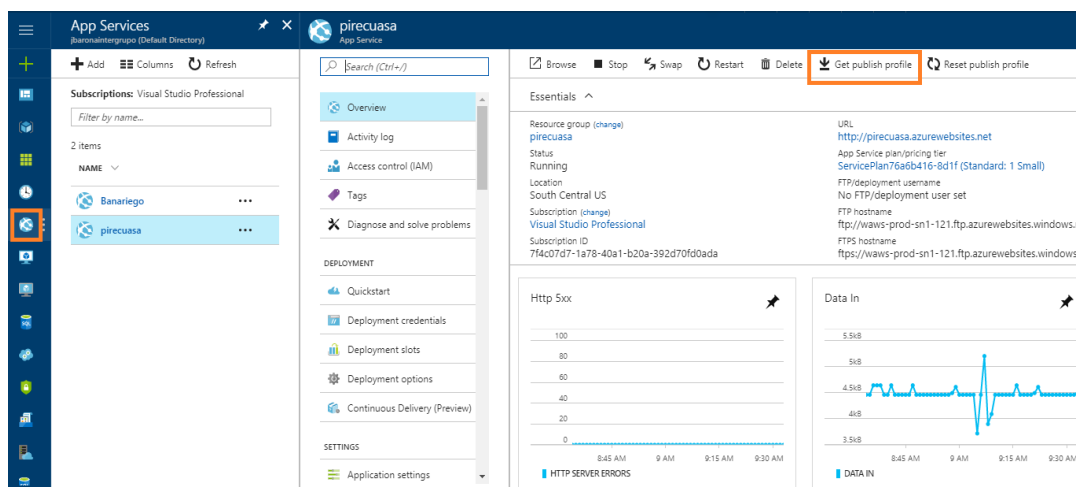 App Services
jbaronaintergrupo (Default Directory)
Add Columns Refresh
Subscriptions: Visual Studio Professional
Filter by name...
2 items
NAME
Banariego ...
pirecuasa ...
pirecuasa
App Service
Search (Ctrl+/)
Overview
Activity log
Access control (IAM)
Tags
Diagnose and solve problems
DEPLOYMENT
Quickstart
Deployment credentials
Deployment slots
Deployment options
Continuous Delivery (Preview)
SETTINGS
Application settings
Browse Stop Swap Restart Delete Get publish profile Reset publish profile
Essentials
Resource group (change)
pirecuasa
Status
Running
Location
South Central US
Subscription (change)
Visual Studio Professional
Subscription ID
7f4c07d7-1a78-40a1-b20a-392d70fd0ada
URL
http://pirecuasa.azurewebsites.net
App Service plan/pricing tier
ServicePlan76a6b416-8d1f (Standard: 1 Small)
FTP/deployment username
No FTP/deployment user set
FTP hostname
ftp://waws-prod-sn1-121.ftp.azurewebsites.windows.
FTPS hostname
ftps://waws-prod-sn1-121.ftp.azurewebsites.windows
Http 5xx
100
80
60
40
20
0
8:45 AM 9 AM 9:15 AM 9:30 AM
HTTP SERVER ERRORS
Data In
5.5kB
5kB
4.5kB
4kB
3.5kB
8:45 AM 9 AM 9:15 AM 9:30 AM
DATA IN